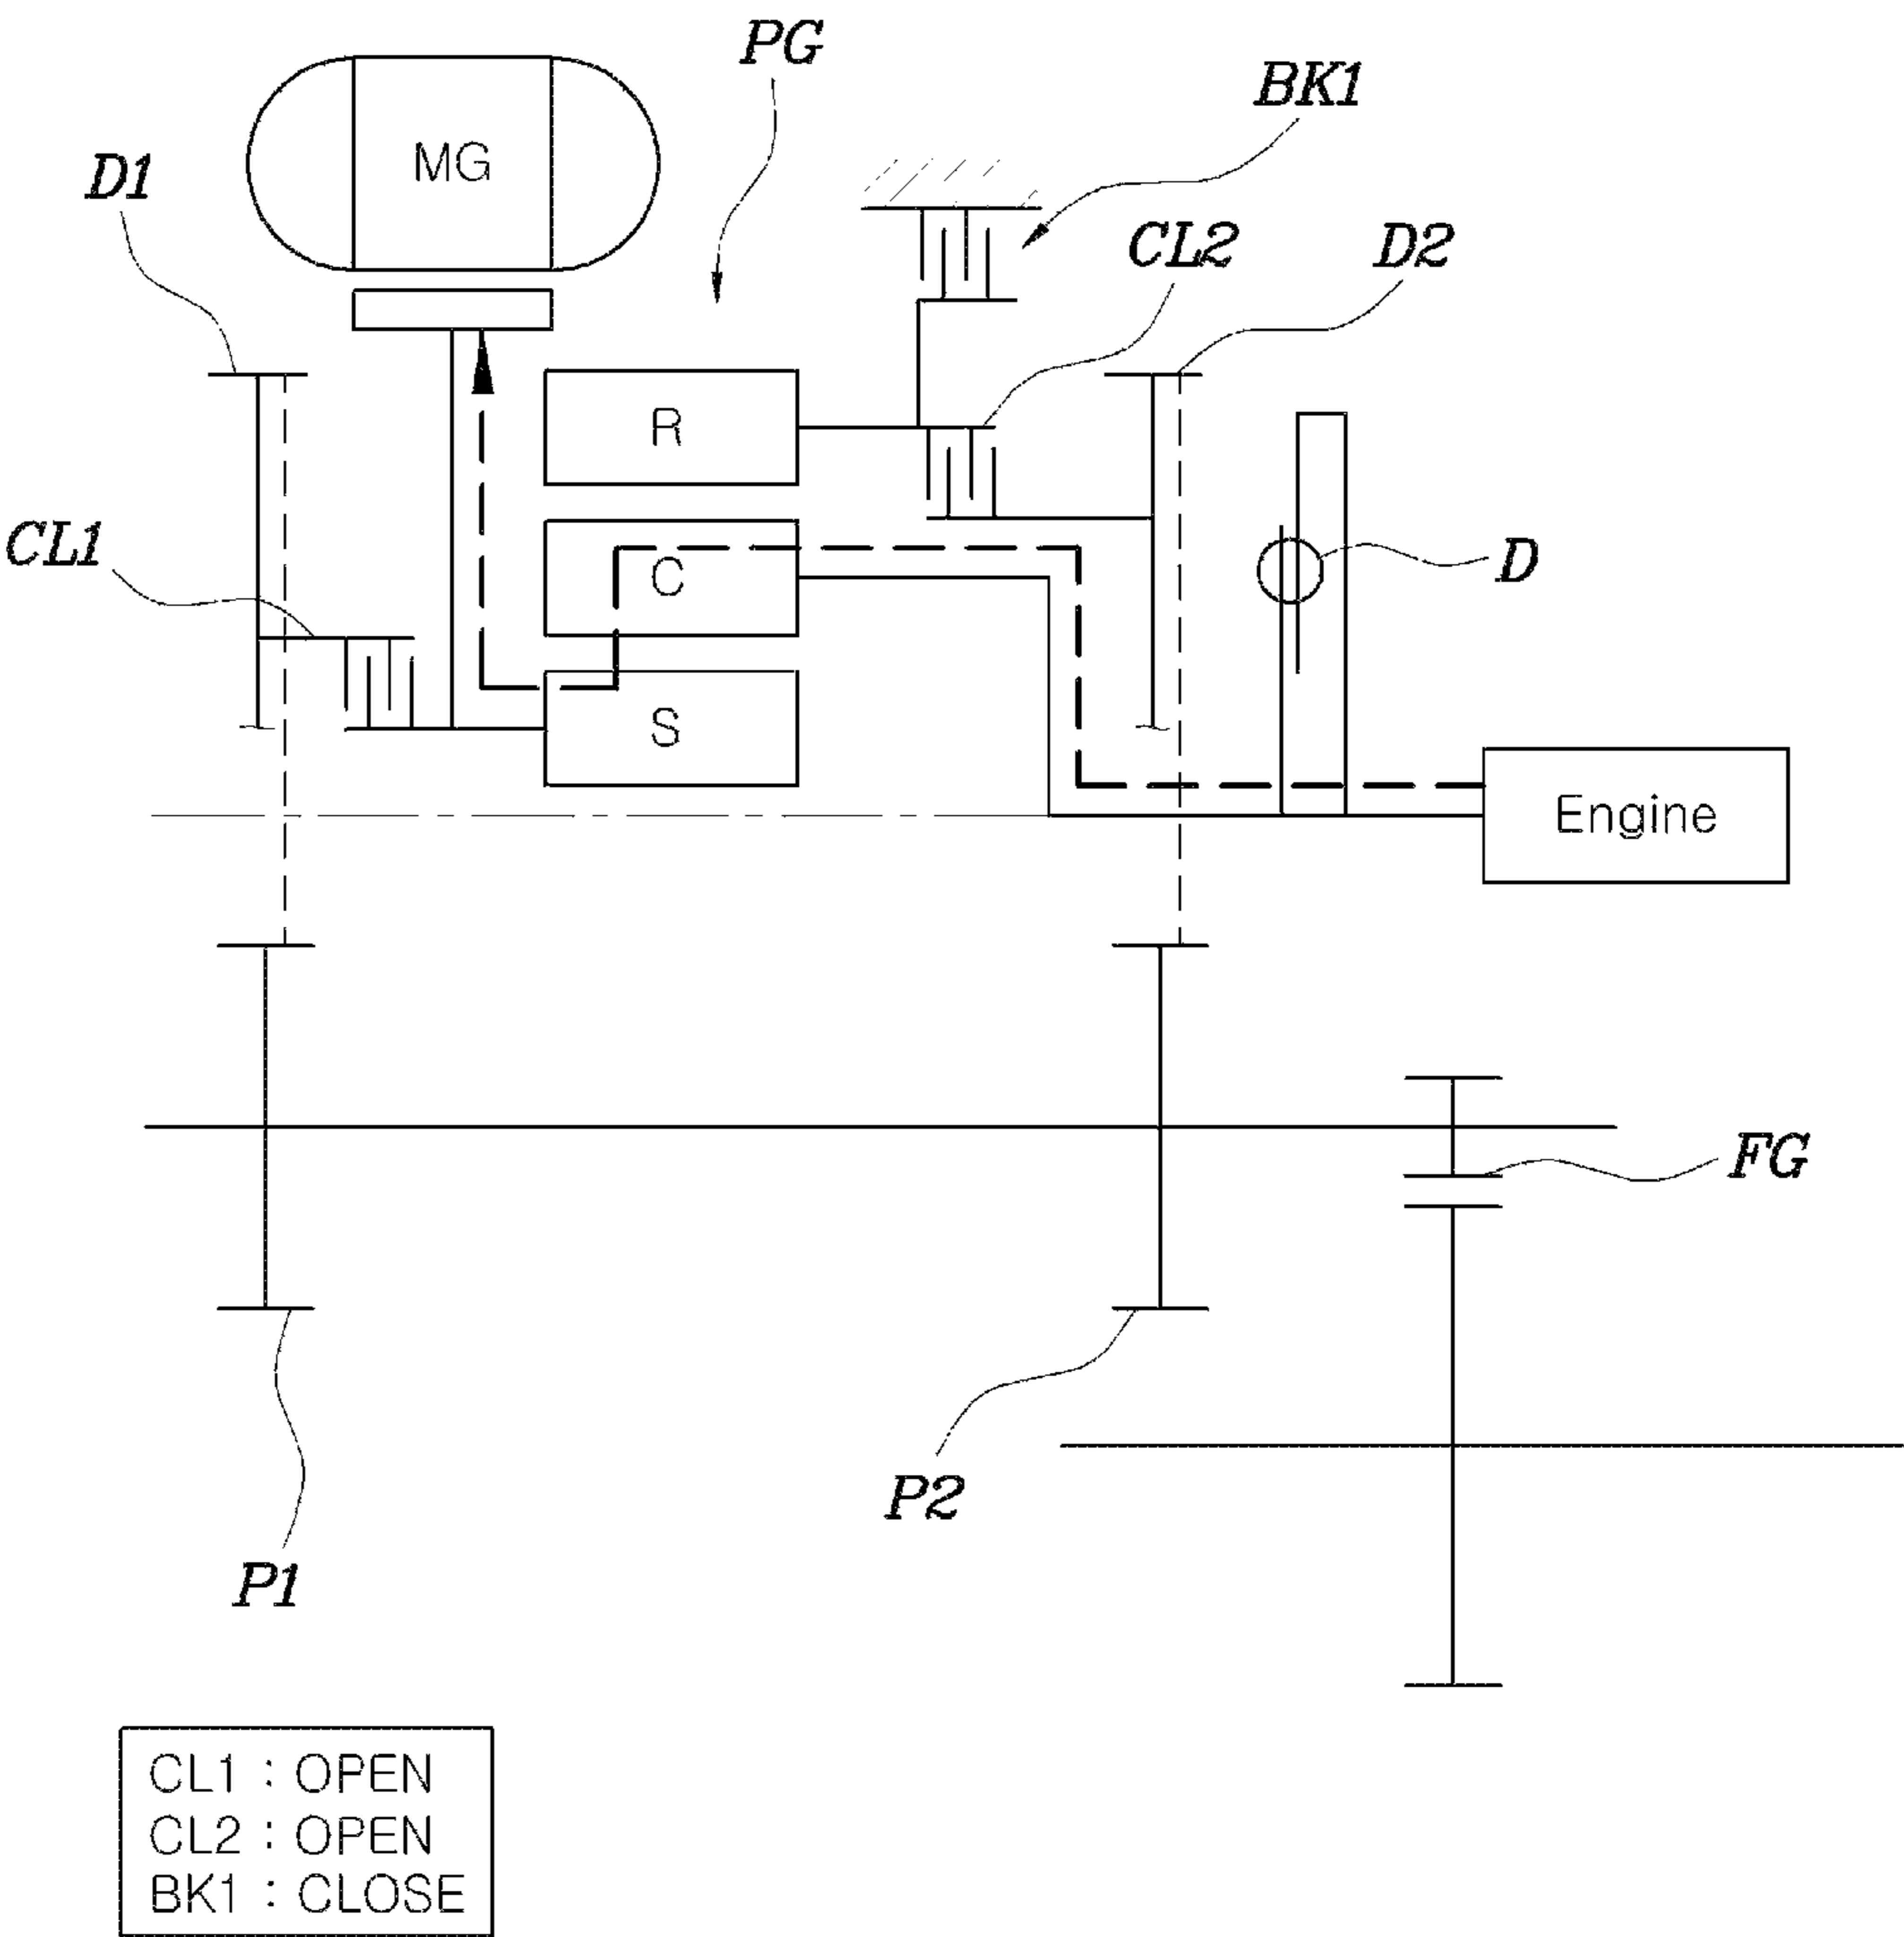 PG
BK1
MG
D1
CL2
D2
R
CL1
C
D
S
Engine
FG
P2
P1
CL1 : OPEN
CL2 : OPEN
BK1 : CLOSE